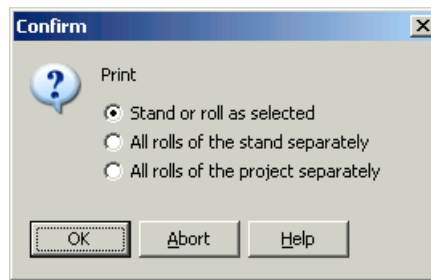 Confirm
Print
Stand or roll as selected
All rolls of the stand separately
All rolls of the project separately
OK
Abort
Help